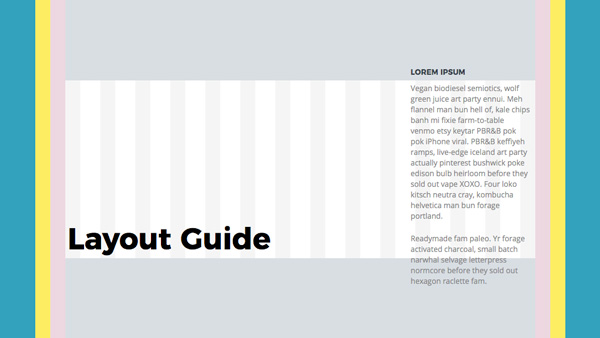 LOREM IPSUM
Vegan biodiesel semiotics, wolf
green juice art party ennui. Meh
flannel man bun hell of, kale chips
banh mi fixie farm-to-table
venmo etsy keytar PBR&B pok
pok iPhone viral. PBR&B keffiyeh
ramps, live-edge iceland art party
actually pinterest bushwick poke
edison bulb heirloom before they
sold out vape XOXO. Four loko
kitsch neutra cray, kombucha
helvetica man bun forage
portland.
Readymade fam paleo. Yr forage
activated charcoal, small batch
narwhal selvage letterpress
normcore before they sold out
hexagon raclette fam.
Layout Guide